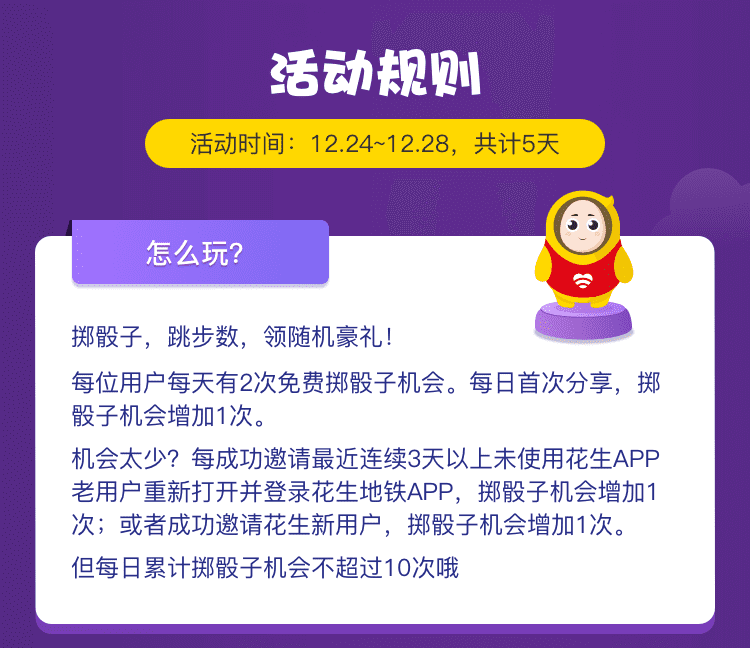 活动规则
活动时间：12.24~12.28，共计5天
怎么玩？
掷骰子，跳步数，领随机豪礼！
每位用户每天有2次免费掷骰子机会。每日首次分享，掷
骰子机会增加1次。
机会太少？每成功邀请最近连续3天以上未使用花生APP
老用户重新打开并登录花生地铁APP，掷骰子机会增加1
次；或者成功邀请花生新用户，掷骰子机会增加1次。
但每日累计掷骰子机会不超过10次哦